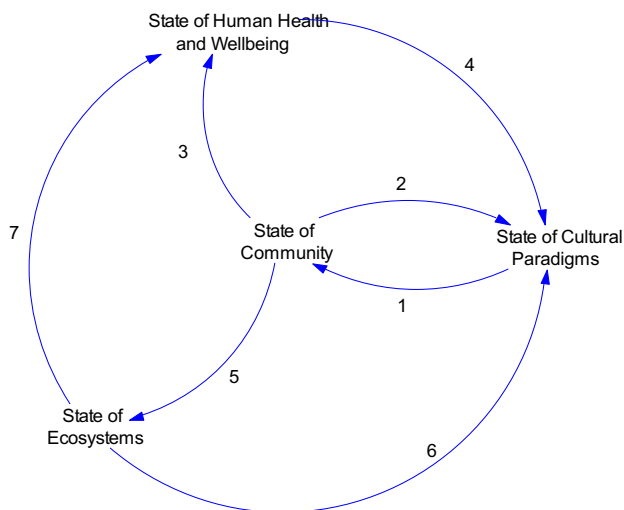 State of Human Health
and Wellbeing
4
3
2
7
State of
Community
State of Cultural
Paradigms
1
5
State of
Ecosystems
6